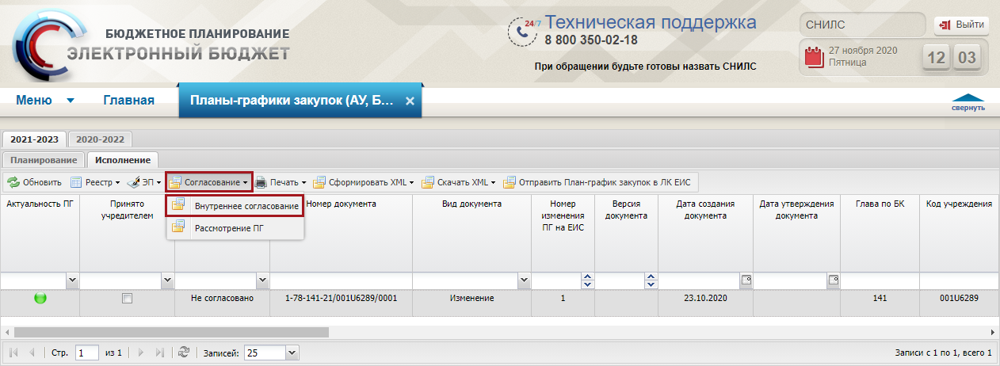 БЮДЖЕТНОЕ ПЛАНИРОВАНИЕ
ЭЛЕКТРОННЫЙ БЮДЖЕТ
24/7 Техническая поддержка
8 800 350-02-18
При обращении будьте готовы назвать СНИЛС
СНИЛС
Выйти
27 ноября 2020
Пятница
12 03
Меню Главная Планы-графики закупок (АУ, Б...
свернуть
2021-2023 2020-2022
Планирование Исполнение
Обновить Реестр ЭП Согласование Печать Сформировать XML Скачать XML Отправить План-график закупок в ЛК ЕИС
Внутреннее согласование
Рассмотрение ПГ
Актуальность ПГ
Принято
учредителем
Номер документа
Вид документа
Номер
изменения
ПГ на ЕИС
Версия
документа
Дата создания
документа
Дата утверждения
документа
Глава по БК
Код учреждения
Не согласовано 1-78-141-21/001U6289/0001 Изменение 1 23.10.2020 141 001U6289
Стр. 1 из 1 Записей: 25 Записи с 1 по 1, всего 1